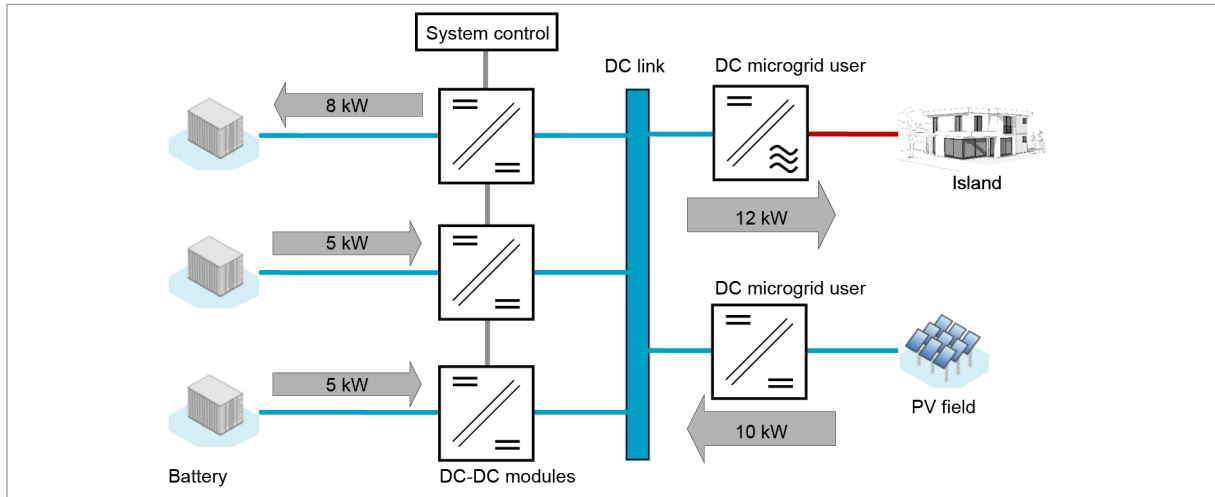 System control
DC link
DC microgrid user
8 kW
Island
12 kW
5 kW
DC microgrid user
5 kW
PV field
10 kW
Battery
DC-DC modules